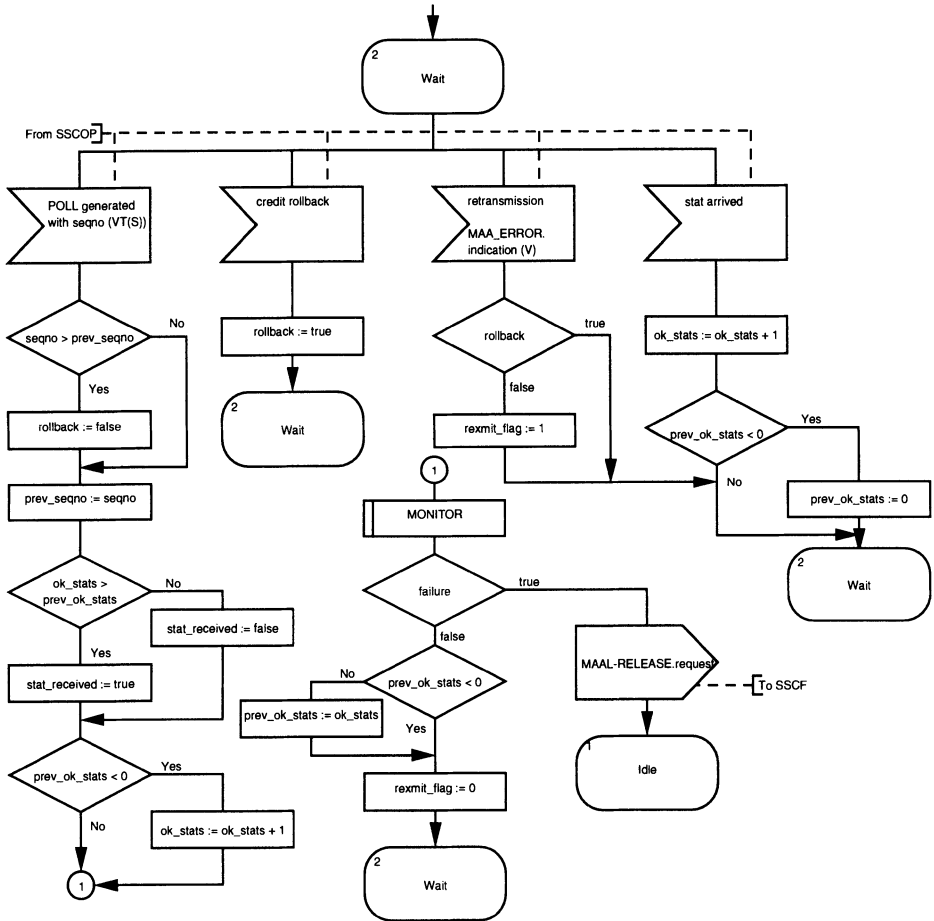 2
Wait
From SSCOP
POLL generated
with seqno (VT(S))
credit rollback
retransmission
MAA_ERROR.
indication (V)
stat arrived
seqno > prev_seqno
No
Yes
rollback := false
prev_seqno := seqno
rollback := true
2
Wait
rollback
true
false
rexmit_flag := 1
ok_stats := ok_stats + 1
prev_ok_stats < 0
Yes
No
prev_ok_stats := 0
2
Wait
ok_stats >
prev_ok_stats
No
stat_received := false
Yes
stat_received := true
prev_ok_stats < 0
Yes
No
ok_stats := ok_stats + 1
1
1
MONITOR
failure
true
false
MAAL-RELEASE.request
To SSCF
1
Idle
prev_ok_stats < 0
No
prev_ok_stats := ok_stats
Yes
rexmit_flag := 0
2
Wait